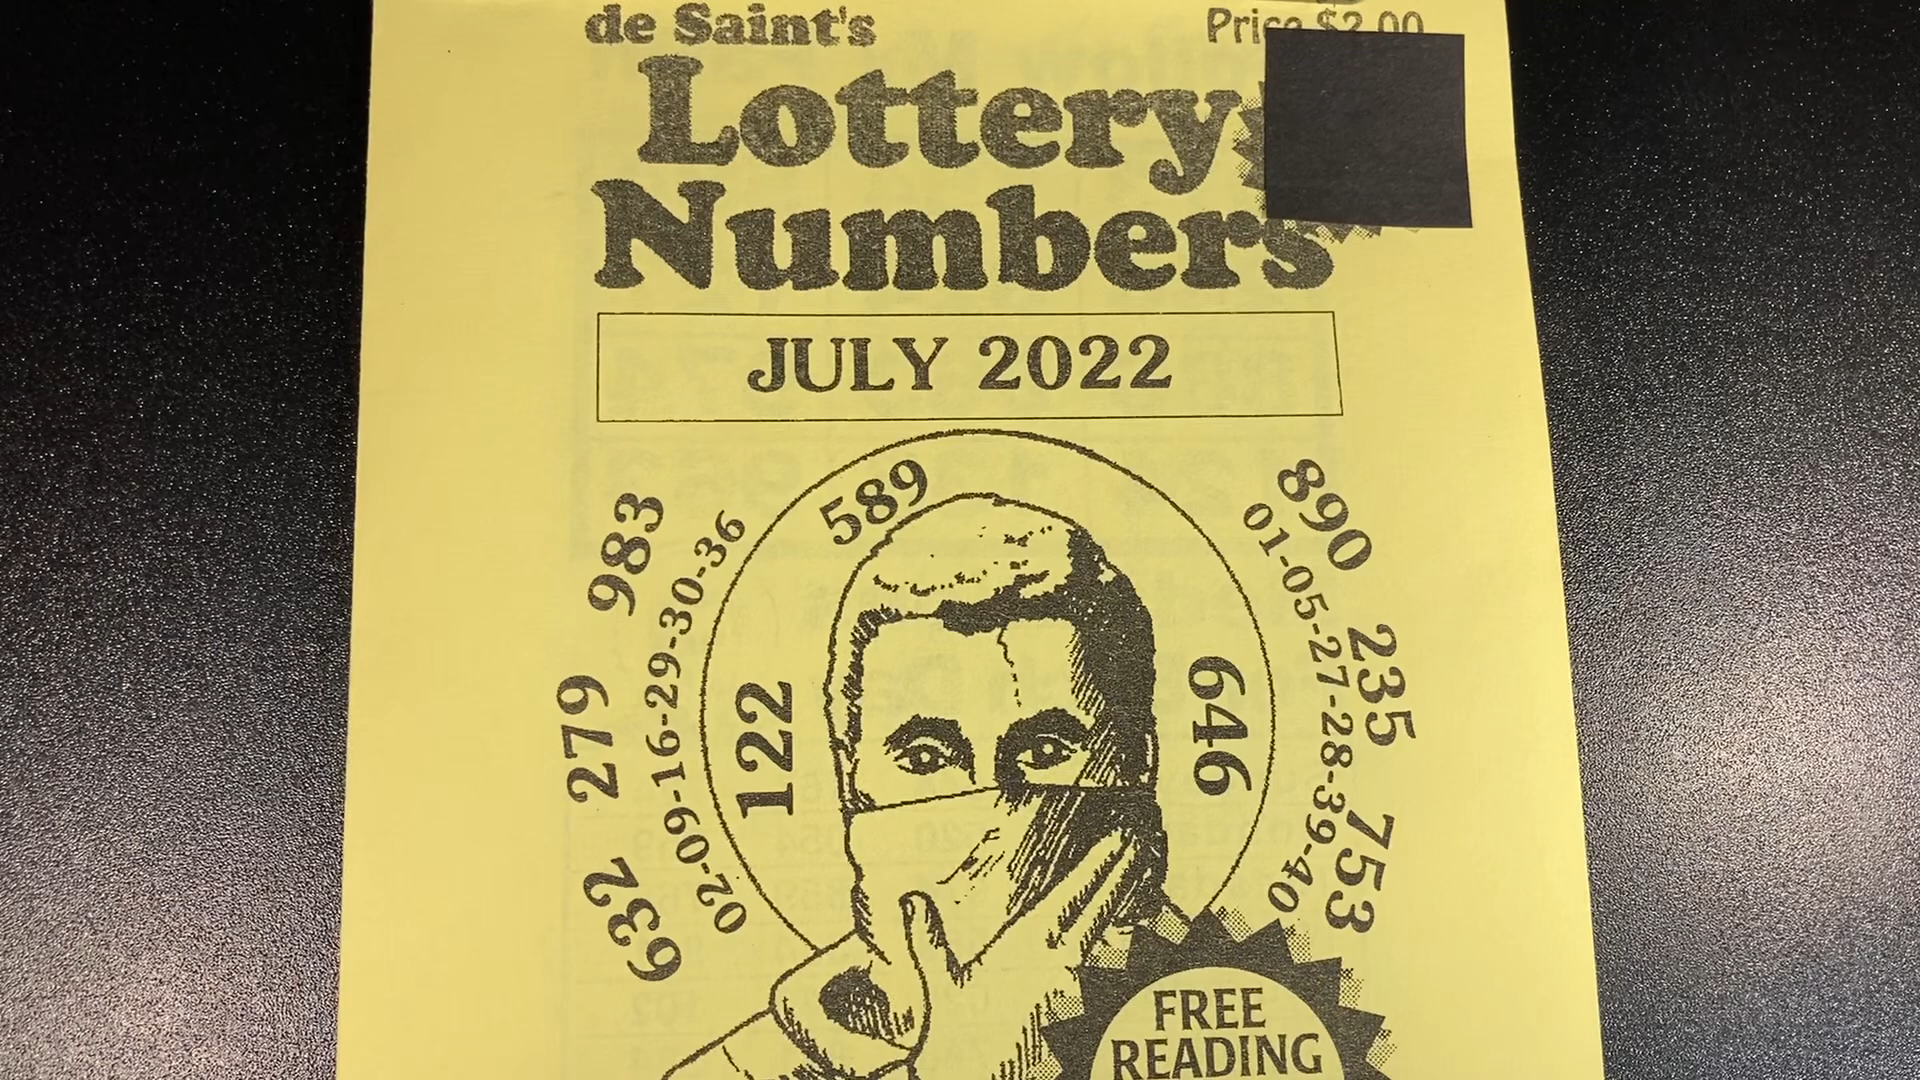 de Saint's
Price $2.00
Lottery
Numbers
JULY 2022
589
983
02-09-16-29-30-36
279
122
632
890
01-05-27-28-39-40
235
646
753
FREE
READING